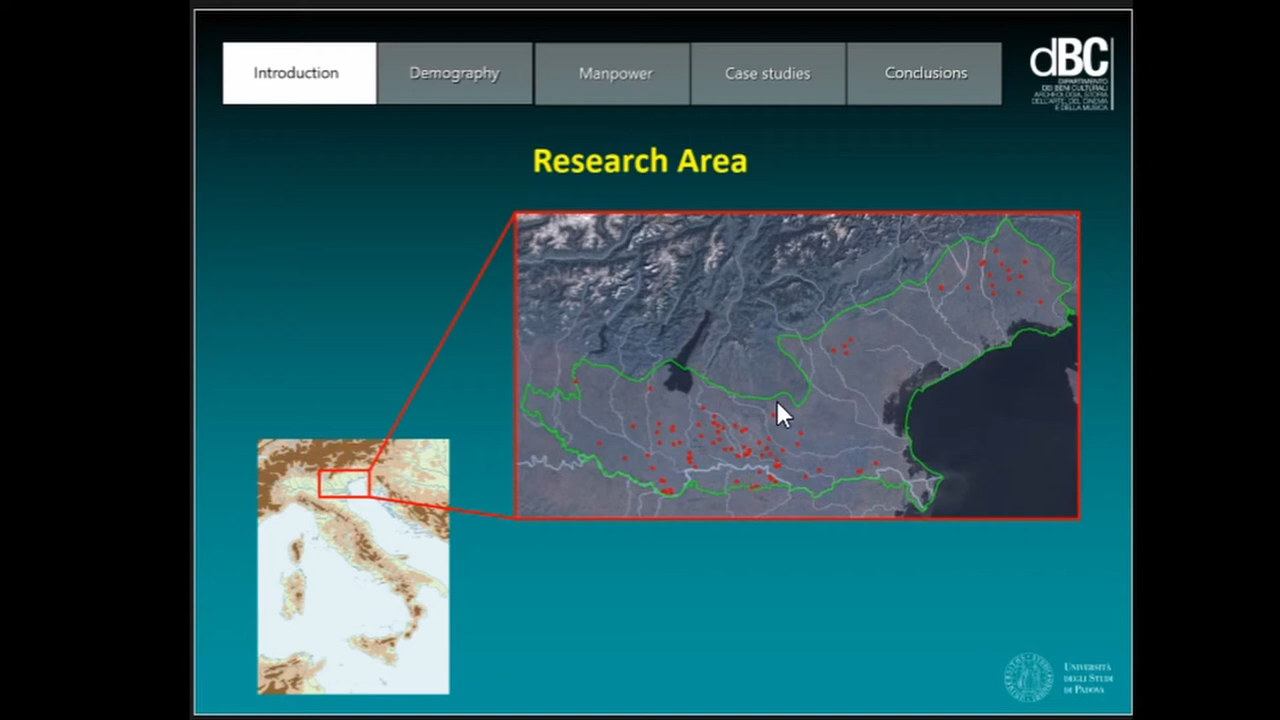 Introduction
Demography
Manpower
Case studies
Conclusions
dBC
DIPARTIMENTO
DEI BENI CULTURALI
ARCHEOLOGIA, STORIA
DELL'ARTE, DEL CINEMA
E DELLA MUSICA
Research Area
UNIVERSITÀ
DEGLI STUDI
DI PADOVA